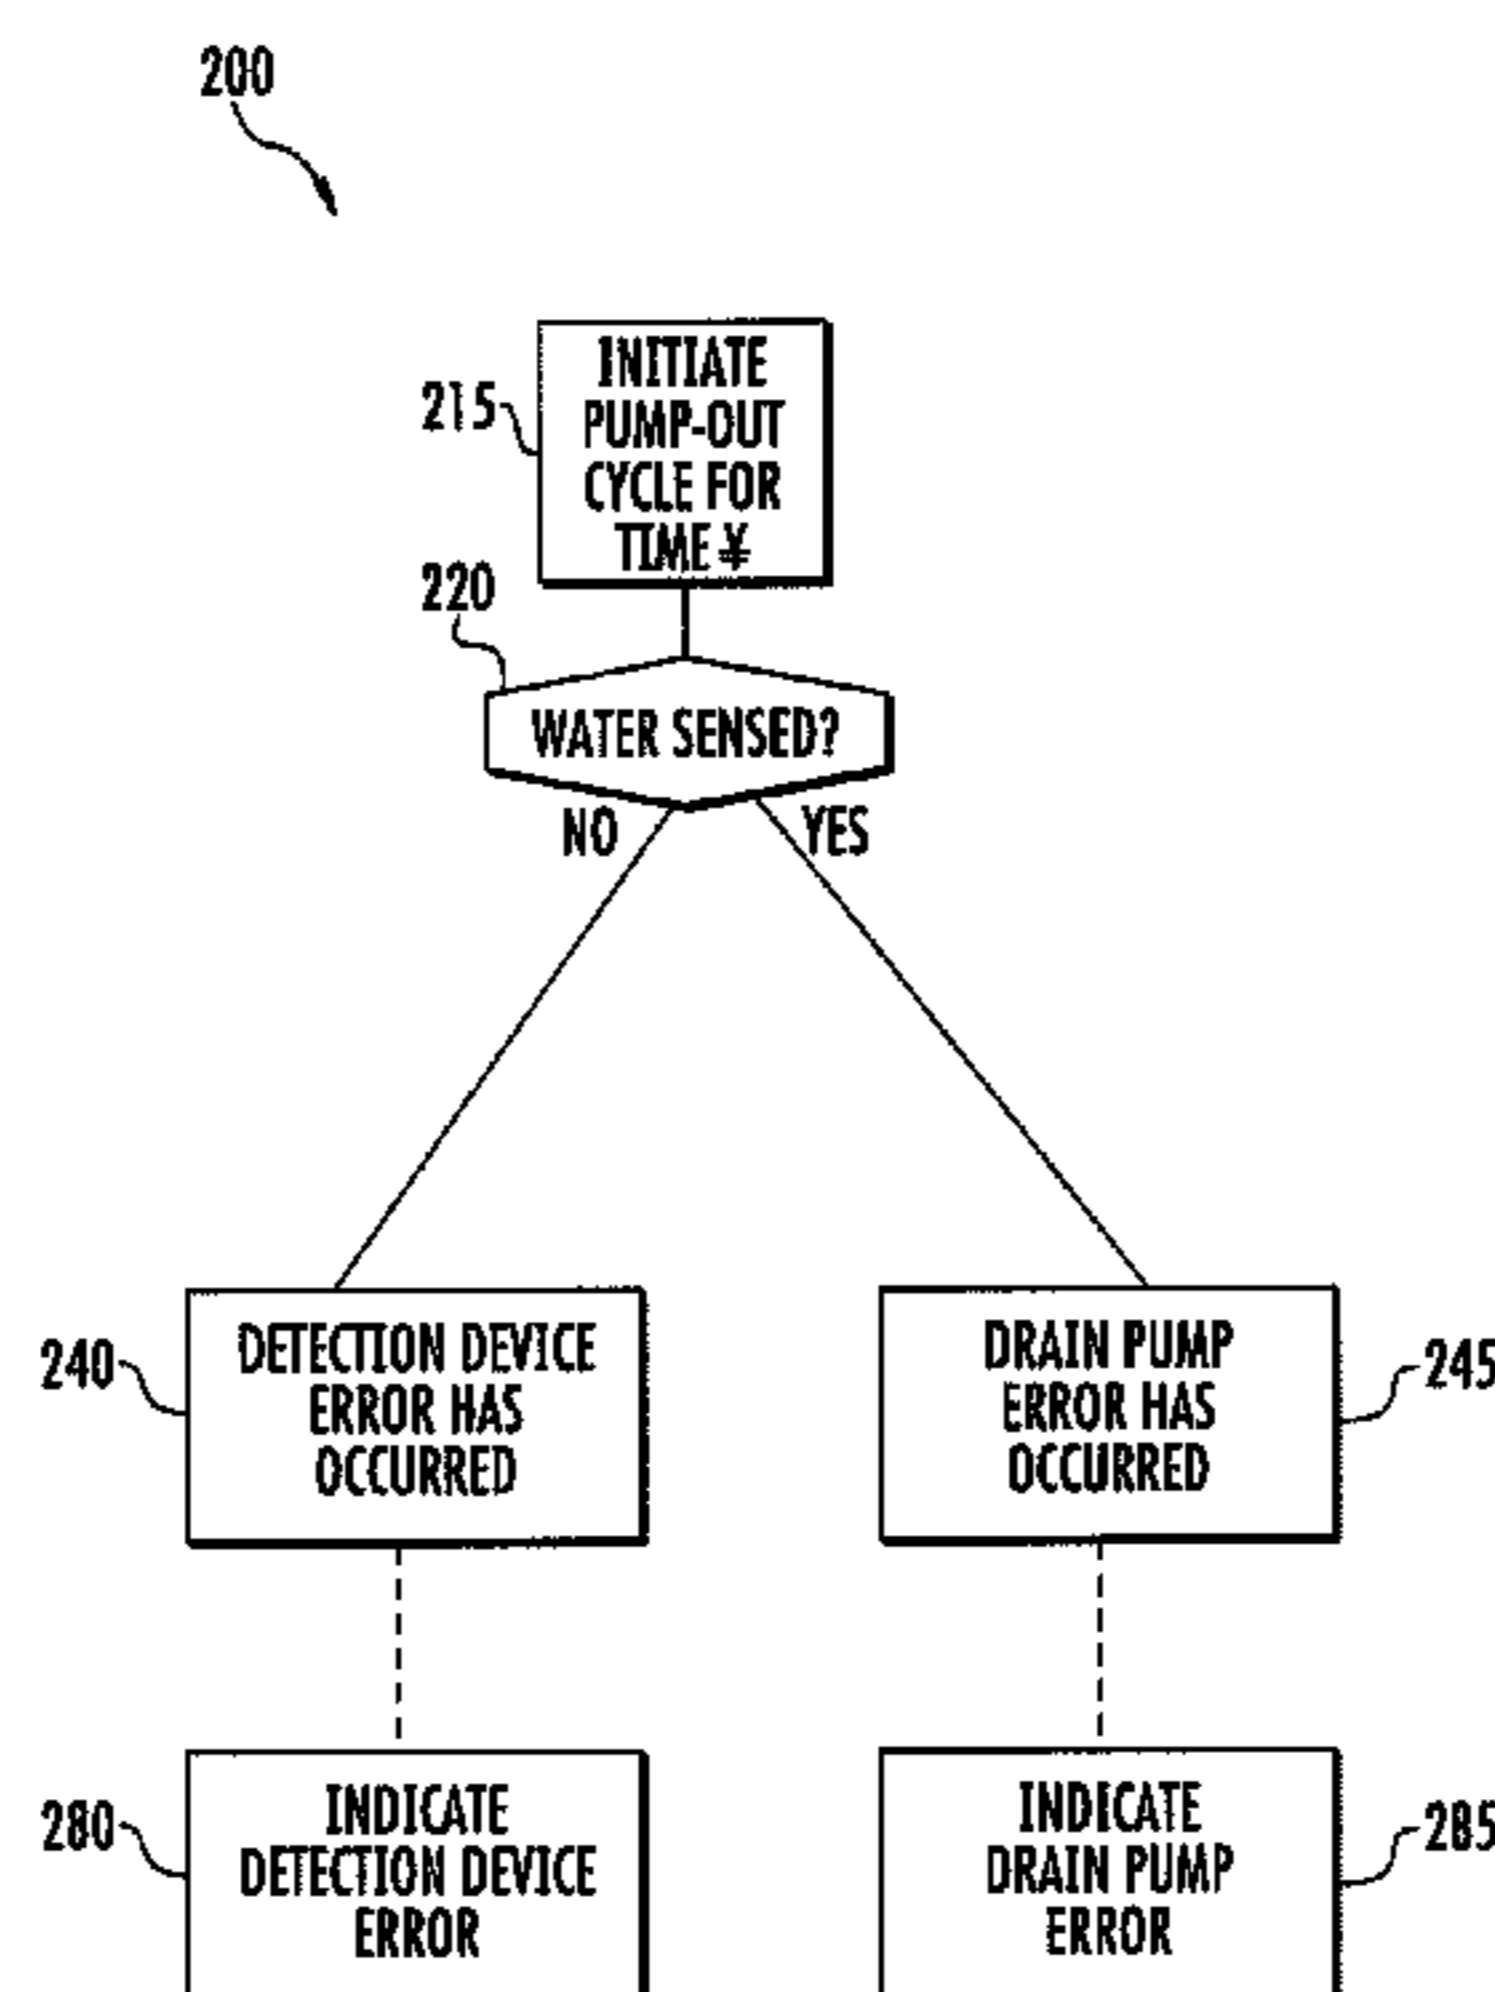 200
215
INITIATE
PUMP-OUT
CYCLE FOR
TIME ¥
220
WATER SENSED?
NO
YES
240
DETECTION DEVICE
ERROR HAS
OCCURRED
DRAIN PUMP
ERROR HAS
OCCURRED
245
280
INDICATE
DETECTION DEVICE
ERROR
INDICATE
DRAIN PUMP
ERROR
285